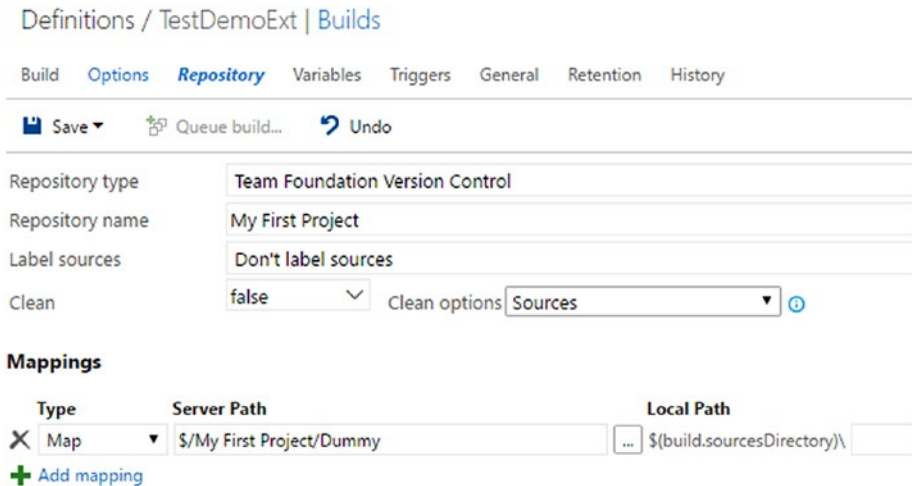 Definitions / TestDemoExt | Builds
Build Options Repository Variables Triggers General Retention History
Save Queue build... Undo
Repository type Team Foundation Version Control
Repository name My First Project
Label sources Don't label sources
Clean false Clean options Sources
Mappings
Type Server Path Local Path
Map $/My First Project/Dummy ... $(build.sourcesDirectory)\
Add mapping